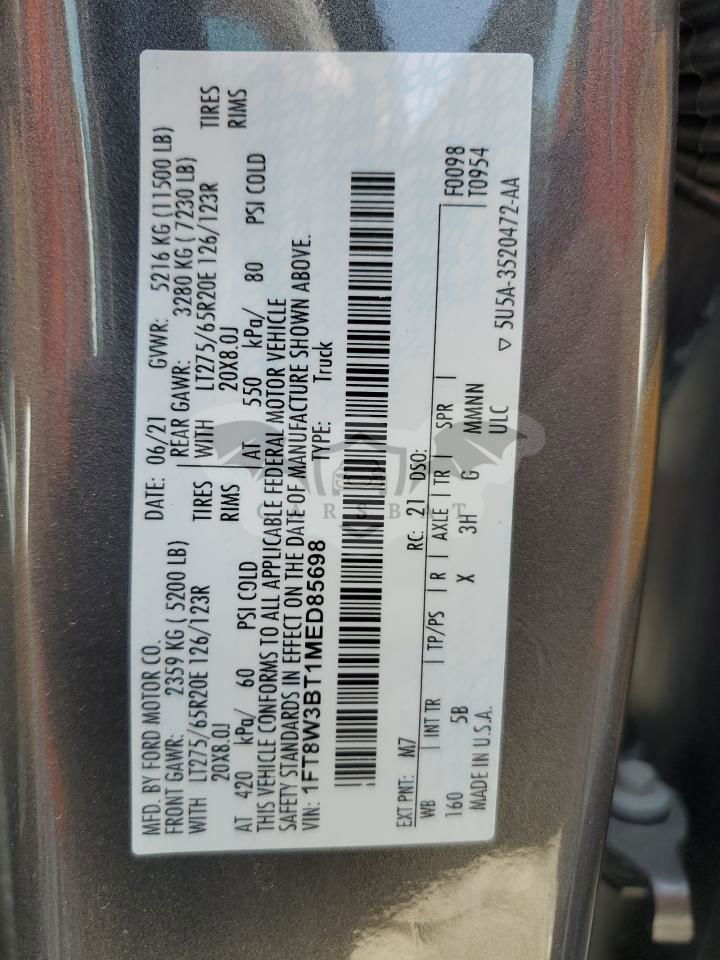 MFD. BY FORD MOTOR CO.
DATE: 06/21 GVWR: 5216 KG (11500 LB)
FRONT GAWR: 2359 KG ( 5200 LB) REAR GAWR: 3280 KG ( 7230 LB)
WITH LT275/65R20E 126/123R TIRES WITH LT275/65R20E 126/123R TIRES
20X8.0J RIMS 20X8.0J RIMS
AT 420 kPa/ 60 PSI COLD AT 550 kPa/ 80 PSI COLD
THIS VEHICLE CONFORMS TO ALL APPLICABLE FEDERAL MOTOR VEHICLE
SAFETY STANDARDS IN EFFECT ON THE DATE OF MANUFACTURE SHOWN ABOVE.
VIN: 1FT8W3BT1MED85698 TYPE: Truck
EXT PNT: M7 RC: 21 DSO: F0098
T0954
WB INT TR TP/PS R AXLE TR SPR
160 5B X 3H G MMMNN
MADE IN U.S.A. ULC
▽ 5U5A-3520472-AA
CARSBAT